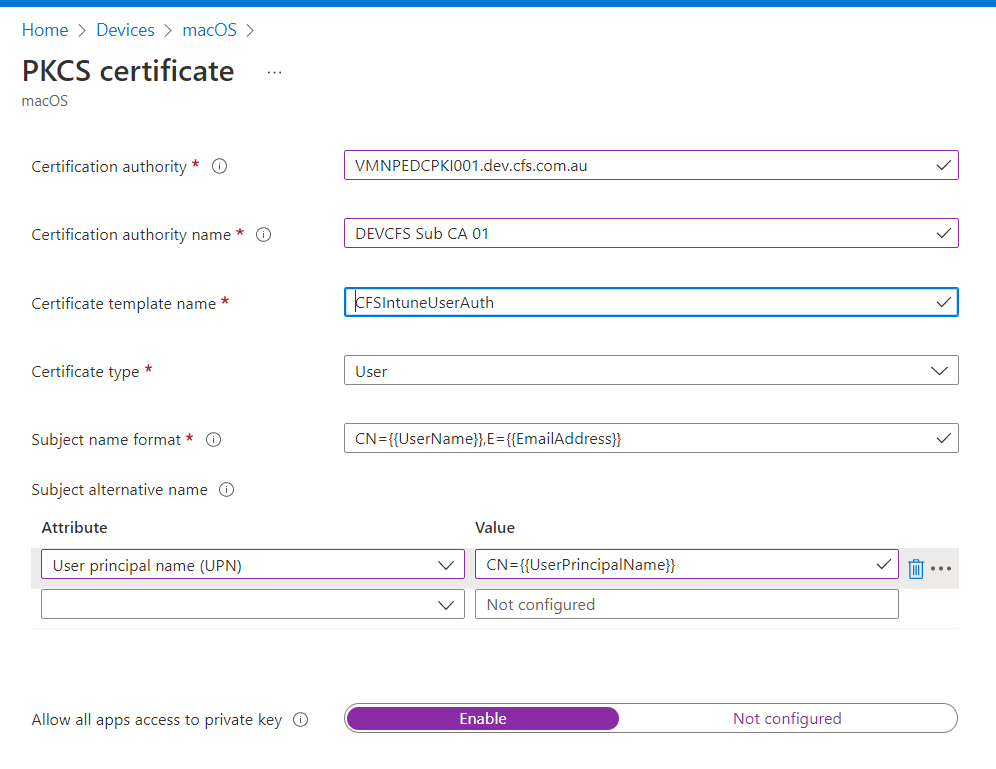 Home > Devices > macOS >
PKCS certificate ...
macOS
Certification authority * VMNPEDCPKI001.dev.cfs.com.au
Certification authority name * DEVCFS Sub CA 01
Certificate template name * CFSIntuneUserAuth
Certificate type * User
Subject name format * CN={{UserName}},E={{EmailAddress}}
Subject alternative name
Attribute Value
User principal name (UPN) CN={{UserPrincipalName}}
Not configured
Allow all apps access to private key Enable Not configured